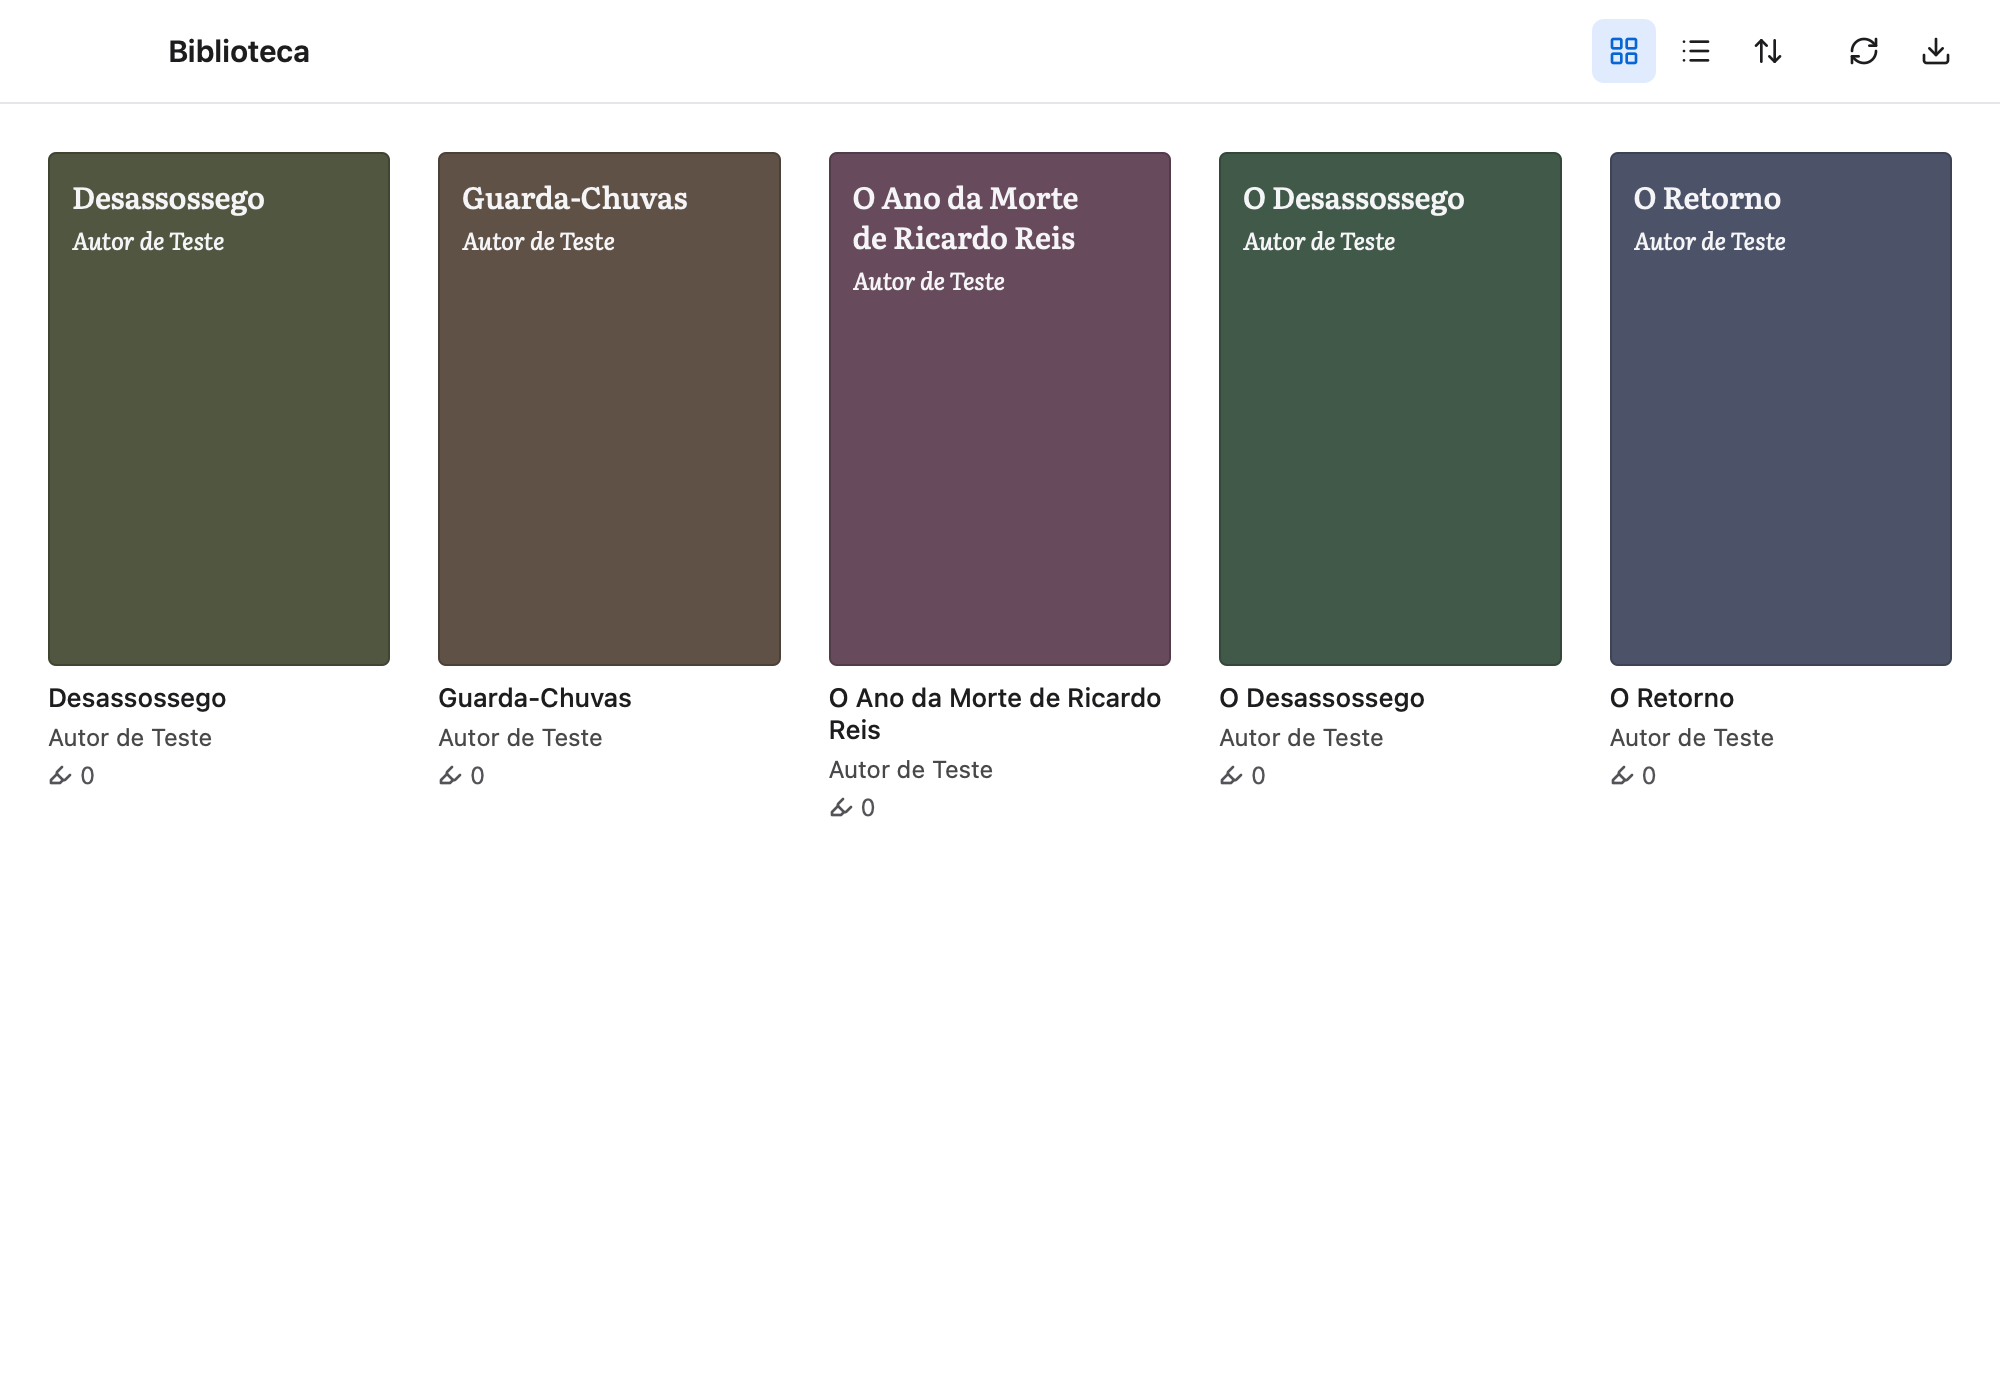 Biblioteca
Desassossego
Autor de Teste
Guarda-Chuvas
Autor de Teste
O Ano da Morte
de Ricardo Reis
Autor de Teste
O Desassossego
Autor de Teste
O Retorno
Autor de Teste
Desassossego
Autor de Teste
0
Guarda-Chuvas
Autor de Teste
0
O Ano da Morte de Ricardo
Reis
Autor de Teste
0
O Desassossego
Autor de Teste
0
O Retorno
Autor de Teste
0